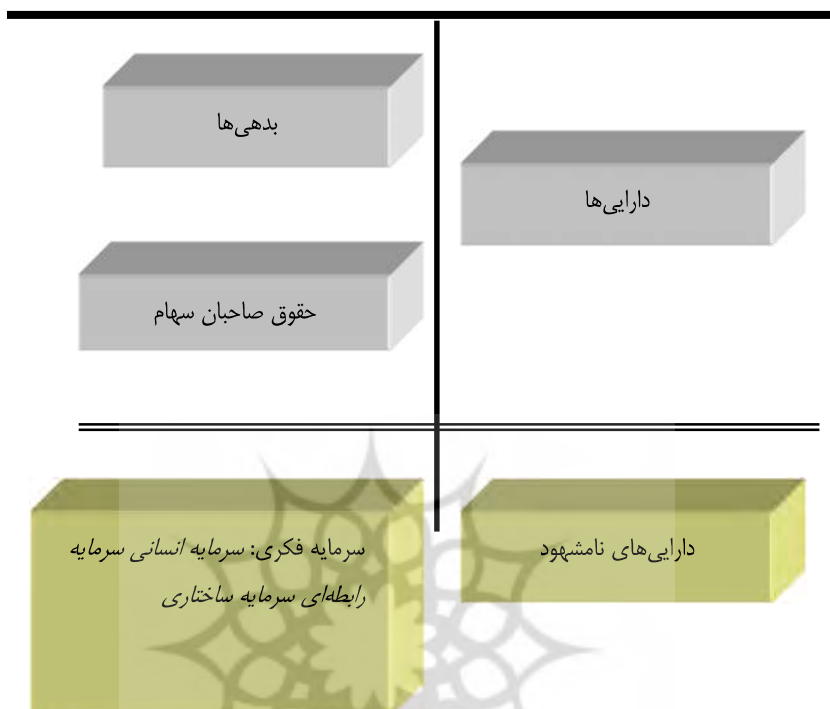 دارایی‌ها
بدهی‌ها
حقوق صاحبان سهام
دارایی‌های نامشهود
سرمایه فکری: سرمایه انسانی سرمایه
رابطه‌ای سرمایه ساختاری